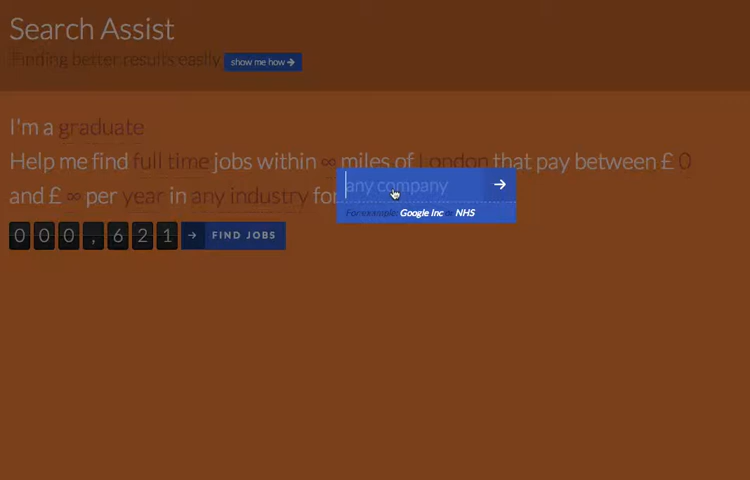 Search Assist
Finding better results easily show me how →
I'm a graduate
Help me find full time jobs within ∞ miles of London that pay between £ 0
and £ ∞ per year in any industry for any company →
For example: Google Inc or NHS
000,621 → FIND JOBS